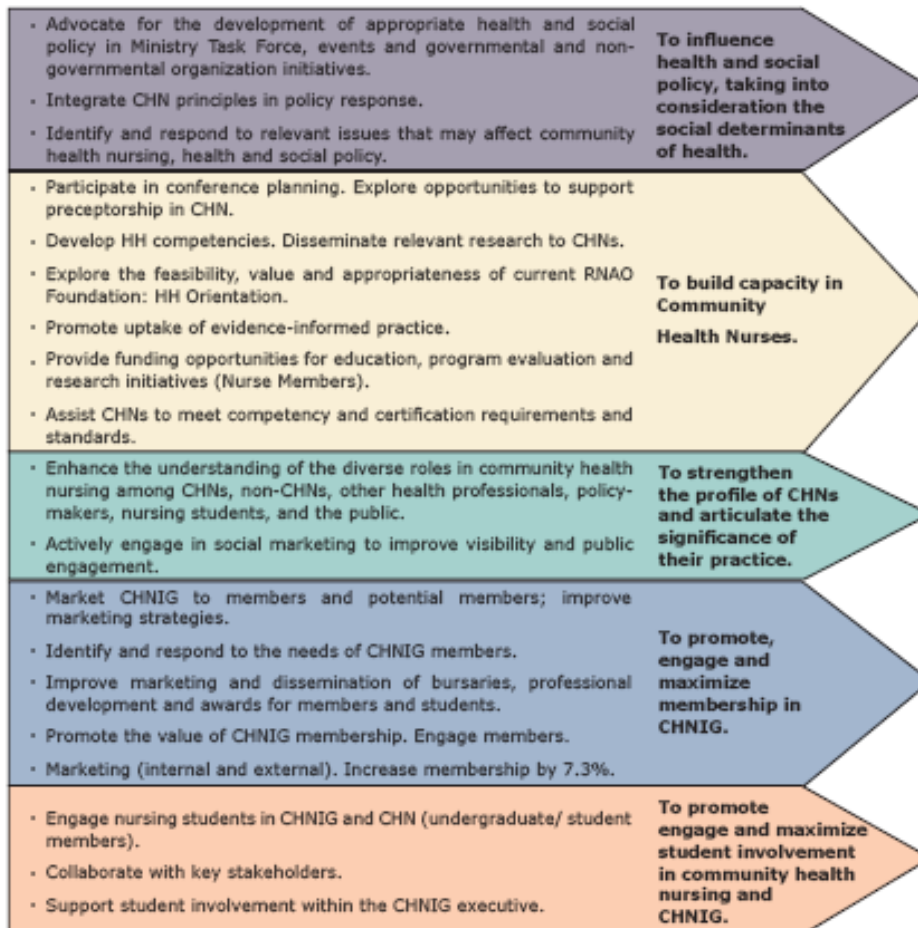 · Advocate for the development of appropriate health and social
policy in Ministry Task Force, events and governmental and non-
governmental organization initiatives.
· Integrate CHN principles in policy response.
· Identify and respond to relevant issues that may affect community
health nursing, health and social policy.
To influence
health and social
policy, taking into
consideration the
social determinants
of health.
· Participate in conference planning. Explore opportunities to support
preceptorship in CHN.
· Develop HH competencies. Disseminate relevant research to CHNs.
· Explore the feasibility, value and appropriateness of current RNAO
Foundation: HH Orientation.
· Promote uptake of evidence-informed practice.
· Provide funding opportunities for education, program evaluation and
research initiatives (Nurse Members).
· Assist CHNs to meet competency and certification requirements and
standards.
To build capacity in
Community
Health Nurses.
· Enhance the understanding of the diverse roles in community health
nursing among CHNs, non-CHNs, other health professionals, policy-
makers, nursing students, and the public.
· Actively engage in social marketing to improve visibility and public
engagement.
To strengthen
the profile of CHNs
and articulate the
significance of
their practice.
· Market CHNIG to members and potential members; improve
marketing strategies.
· Identify and respond to the needs of CHNIG members.
· Improve marketing and dissemination of bursaries, professional
development and awards for members and students.
· Promote the value of CHNIG membership. Engage members.
· Marketing (internal and external). Increase membership by 7.3%.
To promote,
engage and
maximize
membership in
CHNIG.
· Engage nursing students in CHNIG and CHN (undergraduate/ student
members).
· Collaborate with key stakeholders.
· Support student involvement within the CHNIG executive.
To promote
engage and maximize
student involvement
in community health
nursing and
CHNIG.